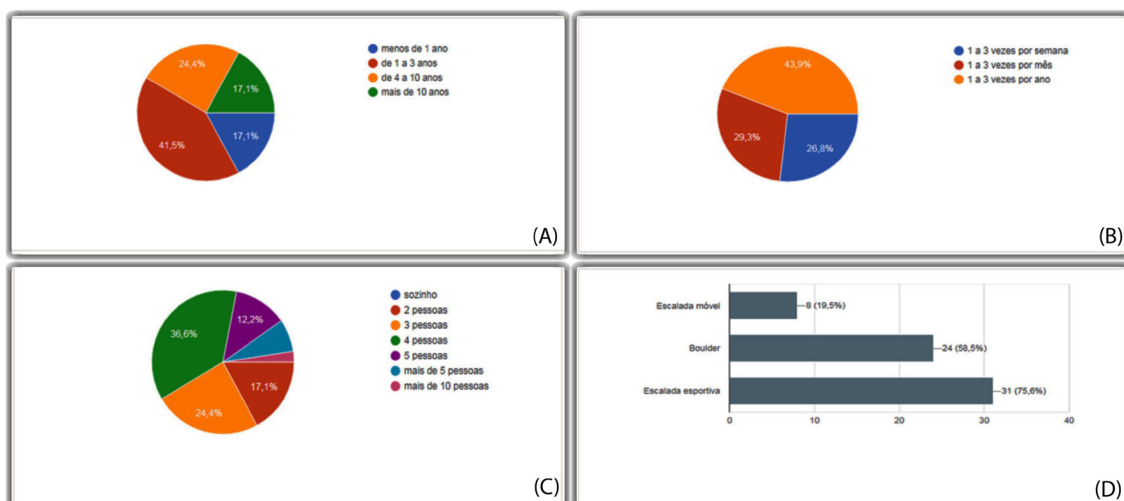 menos de 1 ano
de 1 a 3 anos
de 4 a 10 anos
mais de 10 anos
24,4%
17,1%
41,5%
17,1%
(A)
1 a 3 vezes por semana
1 a 3 vezes por mês
1 a 3 vezes por ano
43,9%
29,3%
26,8%
(B)
sozinho
2 pessoas
3 pessoas
4 pessoas
5 pessoas
mais de 5 pessoas
mais de 10 pessoas
36,6%
12,2%
17,1%
24,4%
(C)
Escalada móvel
8 (19,5%)
Boulder
24 (58,5%)
Escalada esportiva
31 (75,6%)
0 10 20 30 40
(D)